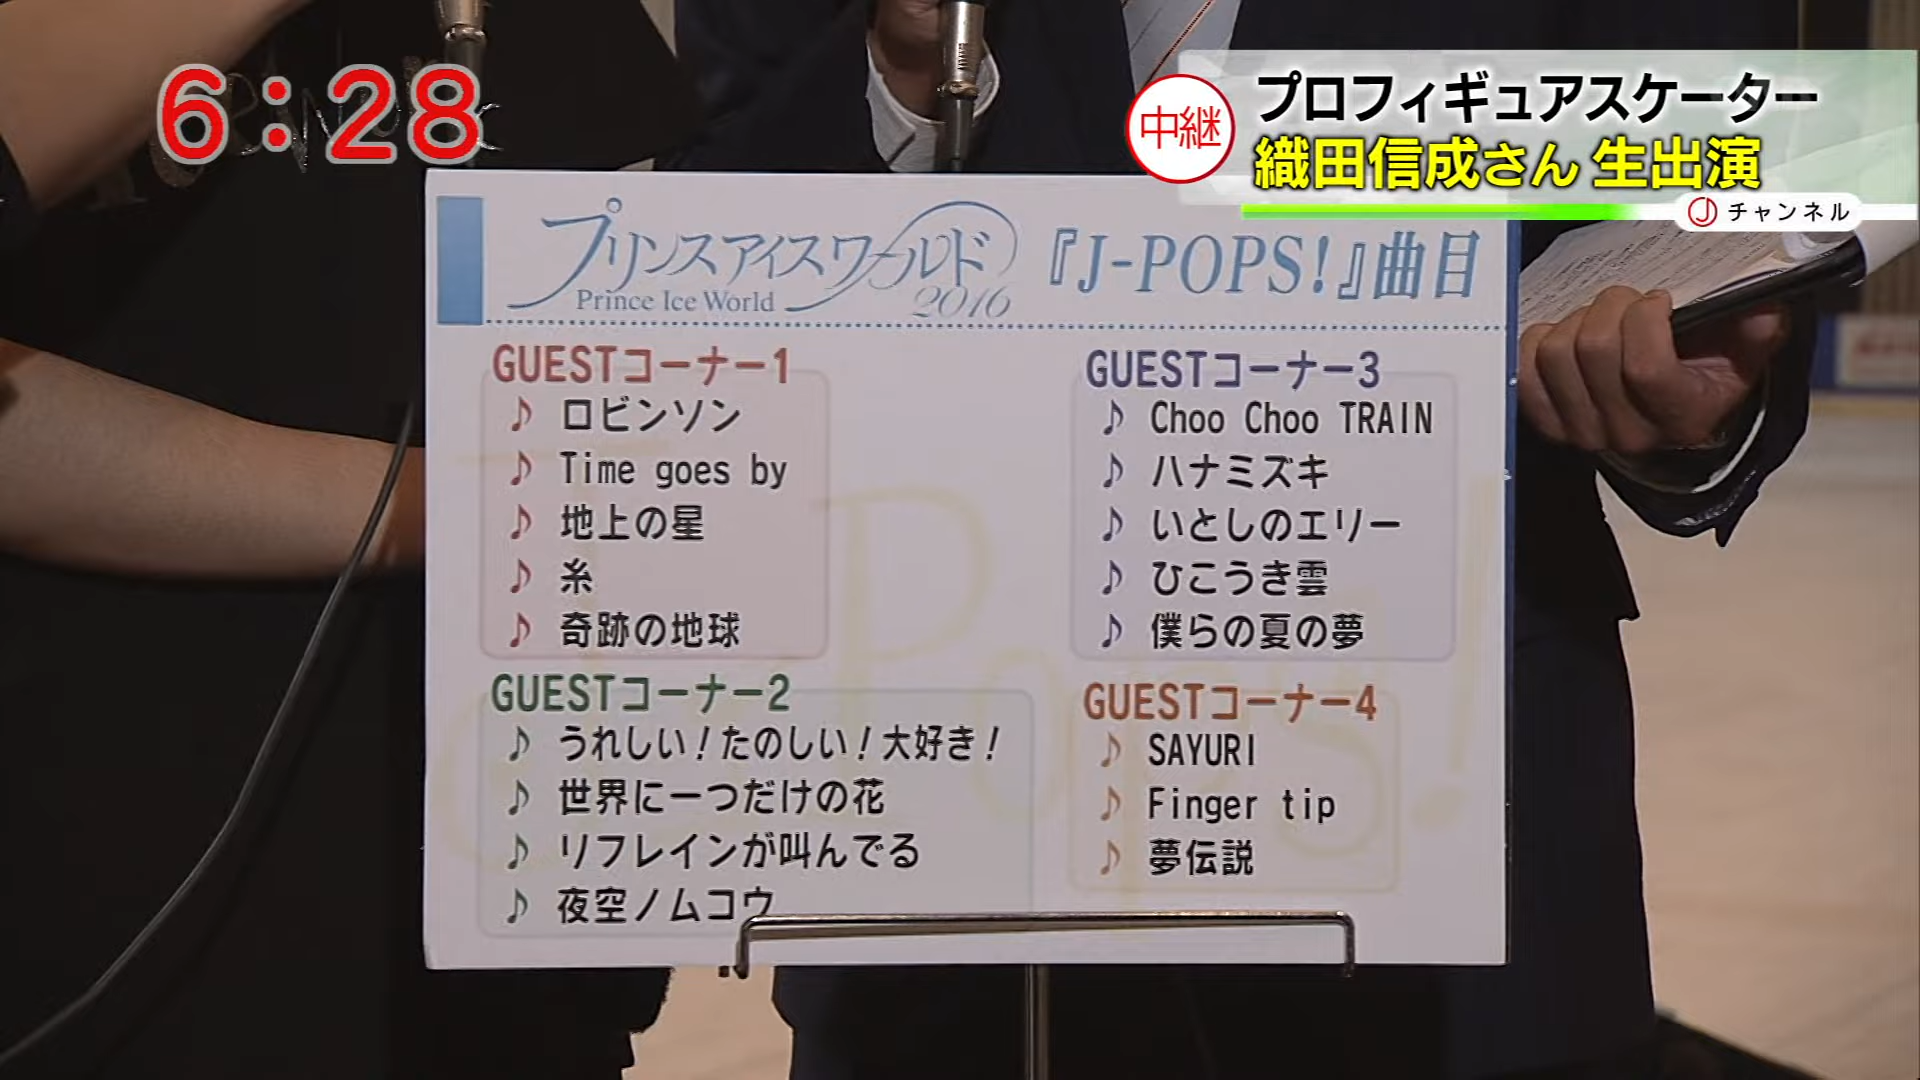 6:28
中継
プロフィギュアスケーター
織田信成さん 生出演
Jチャンネル
プリンスアイスワールド
Prince Ice World
2016
『J-POPS!』曲目
GUESTコーナー1
♪ ロビンソン
♪ Time goes by
♪ 地上の星
♪ 糸
♪ 奇跡の地球
GUESTコーナー2
♪ うれしい!たのしい!大好き!
♪ 世界に一つだけの花
♪ リフレインが叫んでる
♪ 夜空ノムコウ
GUESTコーナー3
♪ Choo Choo TRAIN
♪ ハナミズキ
♪ いとしのエリー
♪ ひこうき雲
♪ 僕らの夏の夢
GUESTコーナー4
♪ SAYURI
♪ Finger tip
♪ 夢伝説